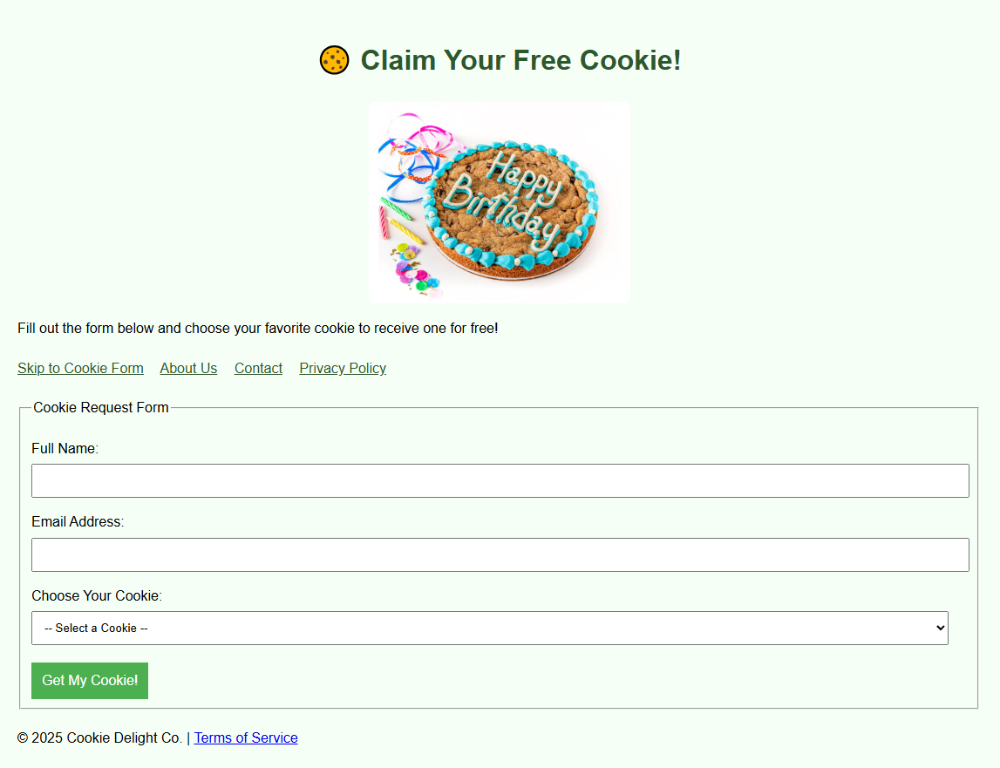 Claim Your Free Cookie!
Happy
Birthday
Fill out the form below and choose your favorite cookie to receive one for free!
Skip to Cookie Form About Us Contact Privacy Policy
Cookie Request Form
Full Name:
Email Address:
Choose Your Cookie:
-- Select a Cookie --
Get My Cookie!
© 2025 Cookie Delight Co. | Terms of Service